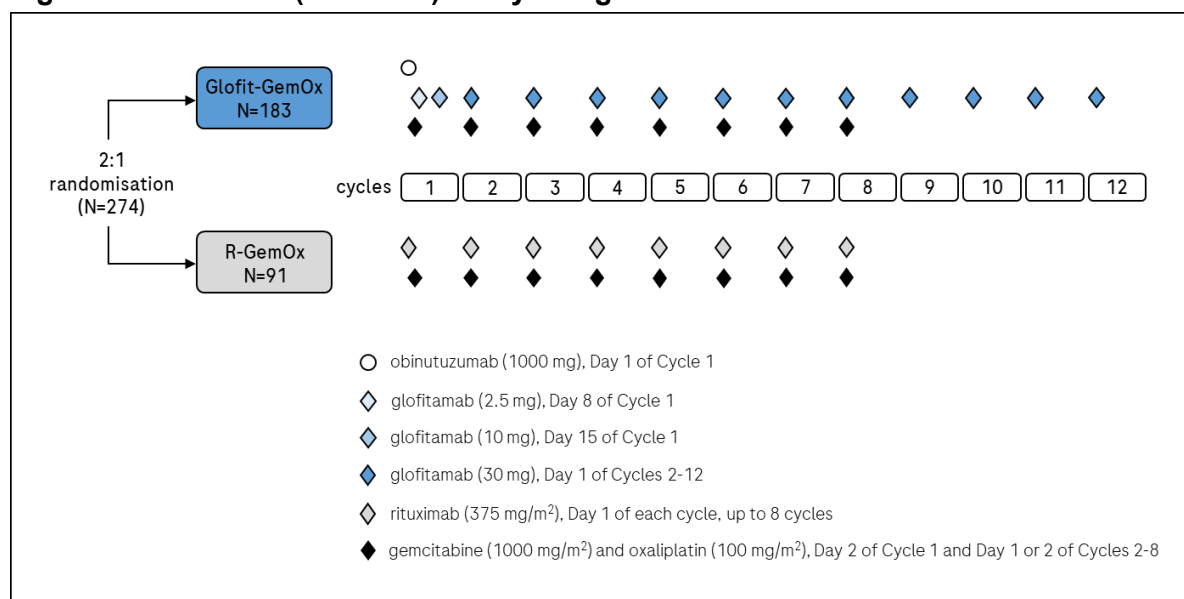 Glofit-GemOx
N=183
2:1
randomisation
(N=274)
cycles 1 2 3 4 5 6 7 8 9 10 11 12
R-GemOx
N=91
obinutuzumab (1000 mg), Day 1 of Cycle 1
glofitamab (2.5 mg), Day 8 of Cycle 1
glofitamab (10 mg), Day 15 of Cycle 1
glofitamab (30 mg), Day 1 of Cycles 2-12
rituximab (375 mg/m²), Day 1 of each cycle, up to 8 cycles
gemcitabine (1000 mg/m²) and oxaliplatin (100 mg/m²), Day 2 of Cycle 1 and Day 1 or 2 of Cycles 2-8